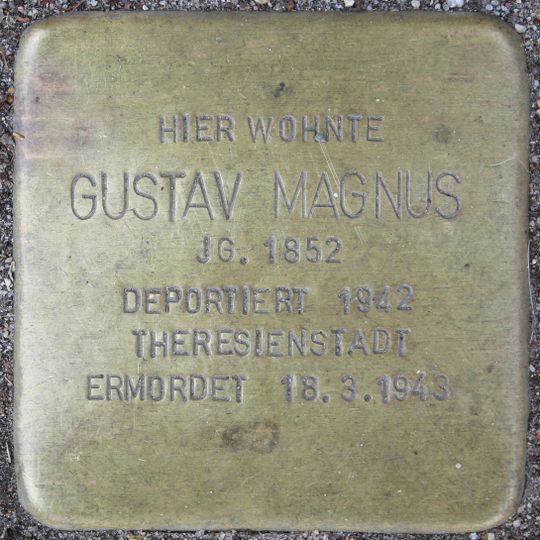 HIER WOHNTE
GUSTAV MAGNUS
JG. 1852
DEPORTIERT 1942
THERESIENSTADT
ERMORDET 18.3.1943